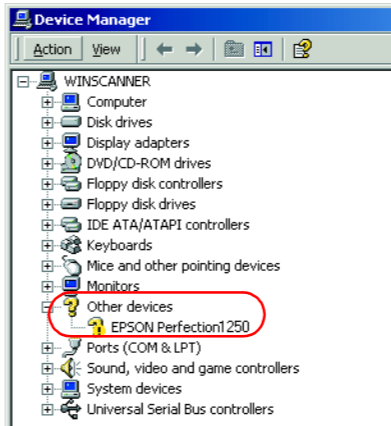 Device Manager
Action View
WINSCANNER
Computer
Disk drives
Display adapters
DVD/CD-ROM drives
Floppy disk controllers
Floppy disk drives
IDE ATA/ATAPI controllers
Keyboards
Mice and other pointing devices
Monitors
Other devices
EPSON Perfection1250
Ports (COM & LPT)
Sound, video and game controllers
System devices
Universal Serial Bus controllers